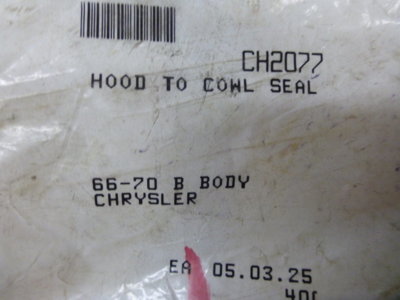 CH2077
HOOD TO COWL SEAL
66-70 B BODY
CHRYSLER
EA 05.03.25